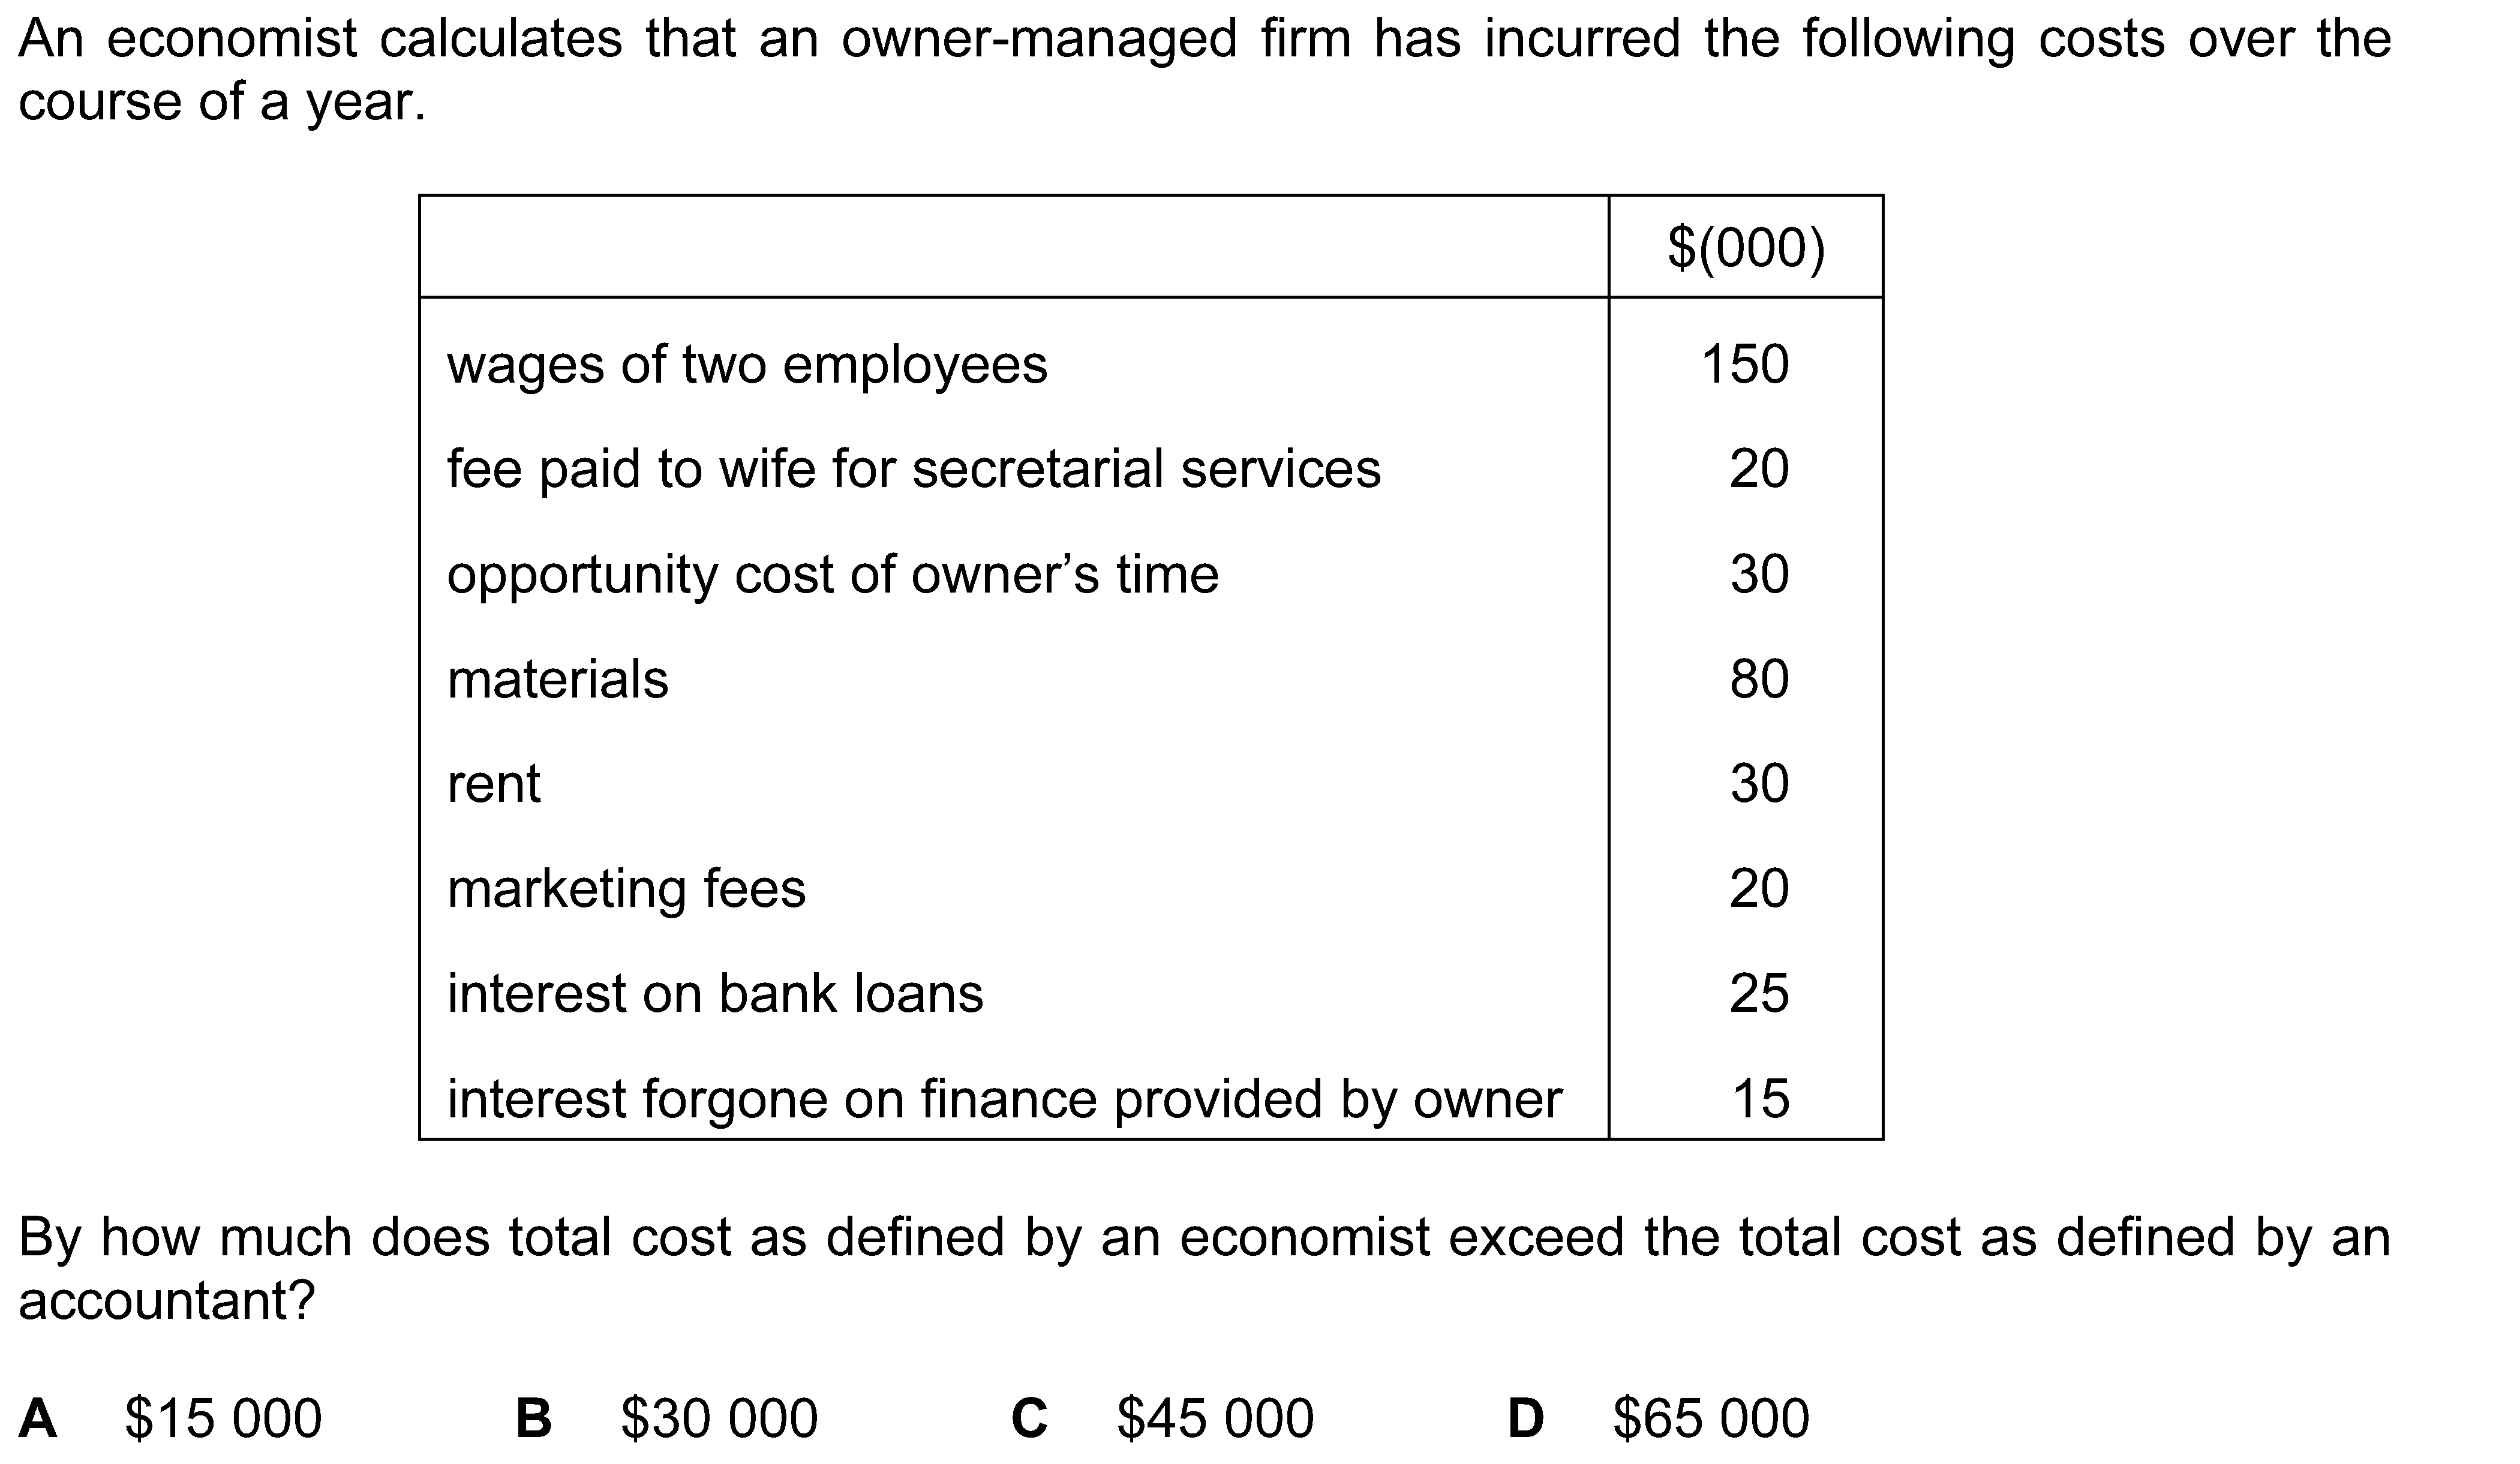 An economist calculates that an owner-managed firm has incurred the following costs over the
course of a year.
$(000)
wages of two employees 150
fee paid to wife for secretarial services 20
opportunity cost of owner’s time 30
materials 80
rent 30
marketing fees 20
interest on bank loans 25
interest forgone on finance provided by owner 15
By how much does total cost as defined by an economist exceed the total cost as defined by an
accountant?
A $15 000 B $30 000 C $45 000 D $65 000